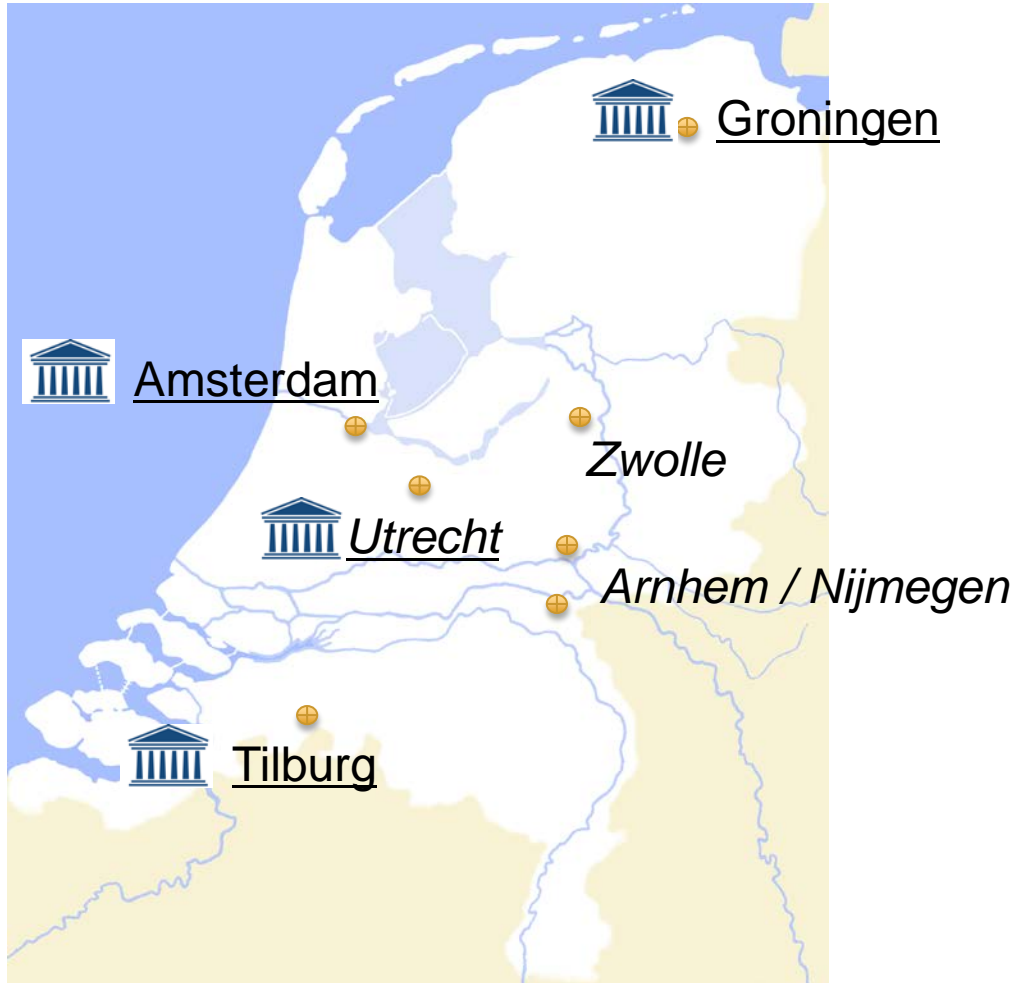 Groningen
Amsterdam
Zwolle
Utrecht
Arnhem / Nijmegen
Tilburg